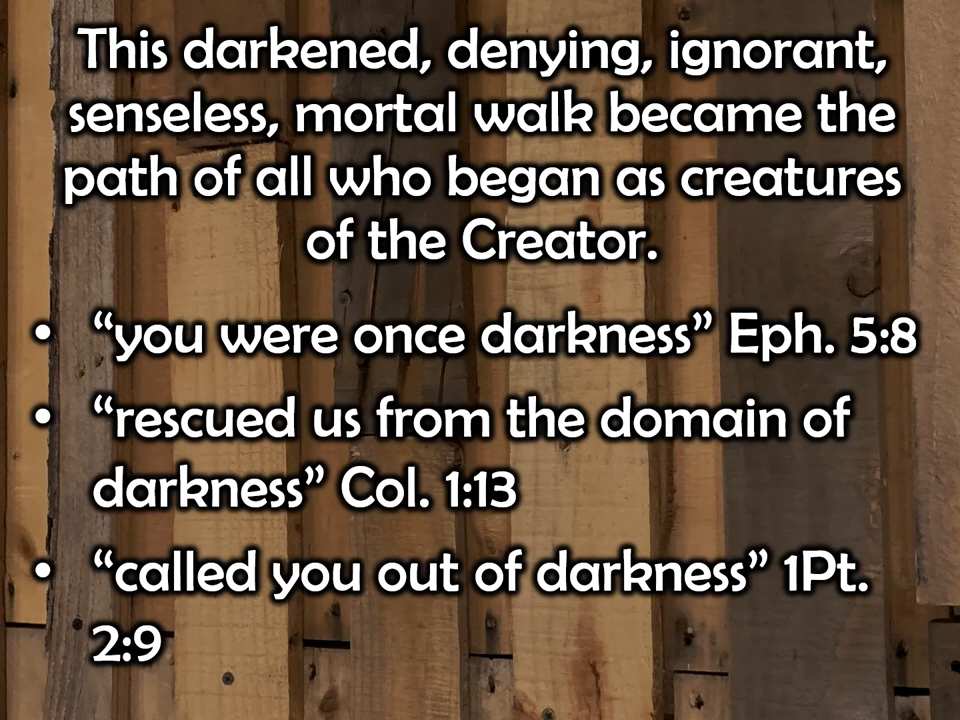 This darkened, denying, ignorant,
senseless, mortal walk became the
path of all who began as creatures
of the Creator.
• “you were once darkness” Eph. 5:8
• “rescued us from the domain of
darkness” Col. 1:13
• “called you out of darkness” 1Pt.
2:9